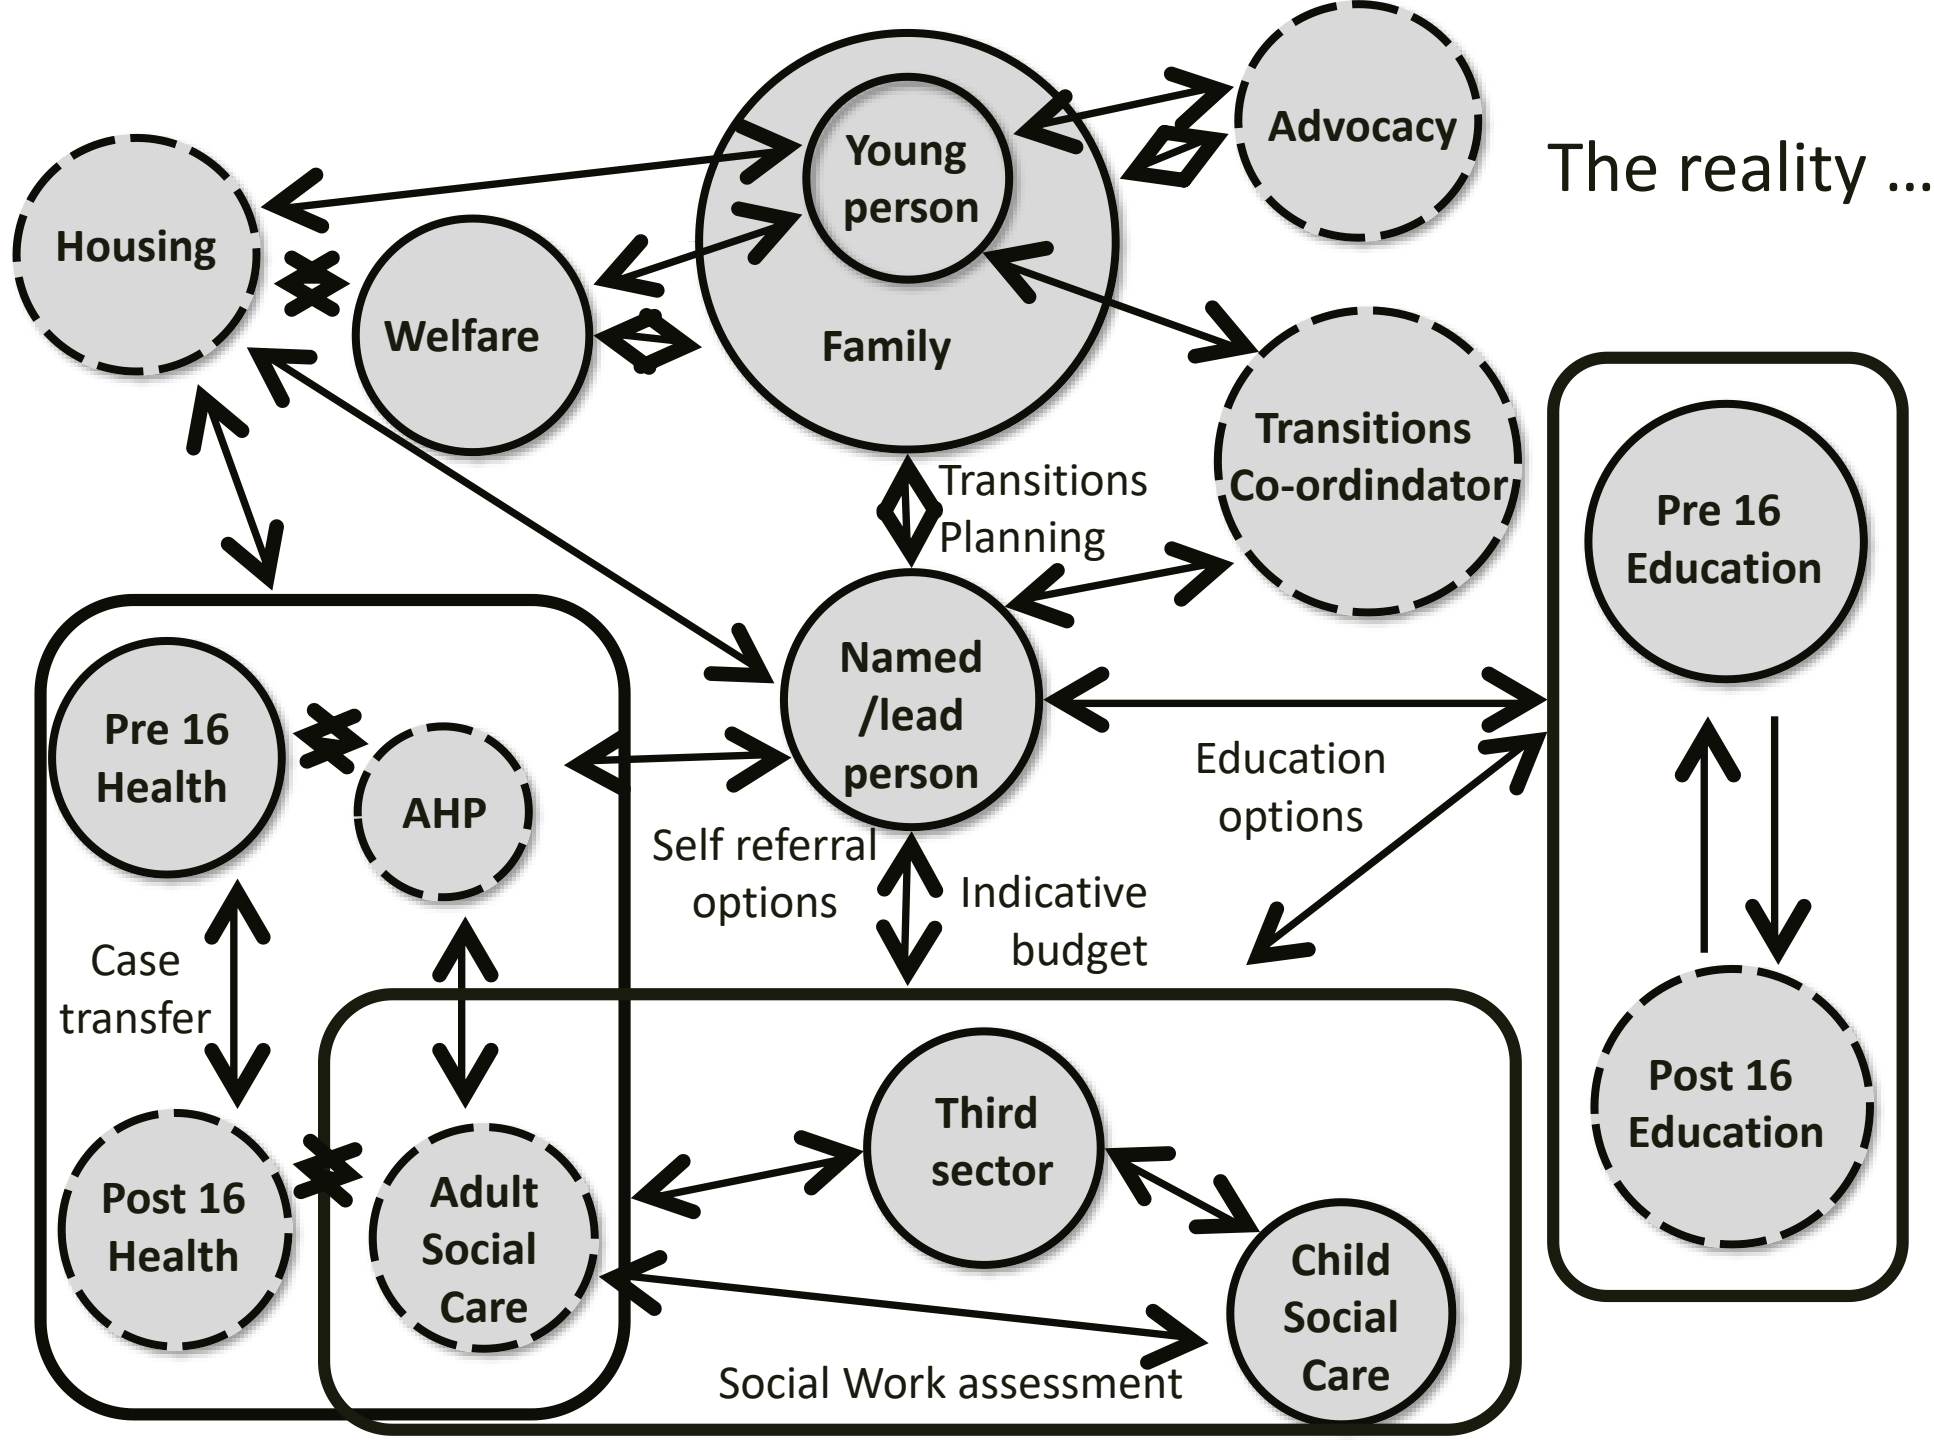 Advocacy
Young
person
The reality ...
Housing
Welfare
Family
Transitions
Co-ordindator
Transitions
Planning
Pre 16
Education
Named
/lead
person
Pre 16
Health
AHP
Education
options
Self referral
options
Indicative
budget
Case
transfer
Third
sector
Post 16
Education
Post 16
Health
Adult
Social
Care
Child
Social
Care
Social Work assessment